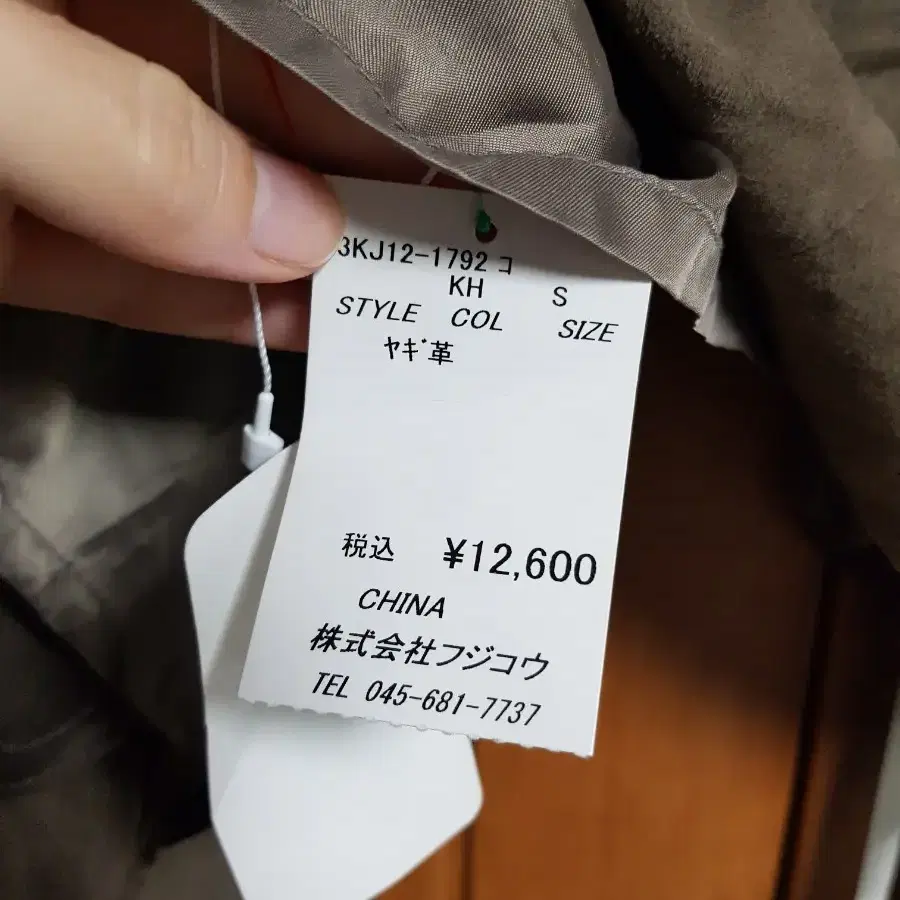 3KJ12-1792 コ
KH S
STYLE COL SIZE
ﾔｷﾞ革
税込 ¥12,600
CHINA
株式会社フジコウ
TEL 045-681-7737